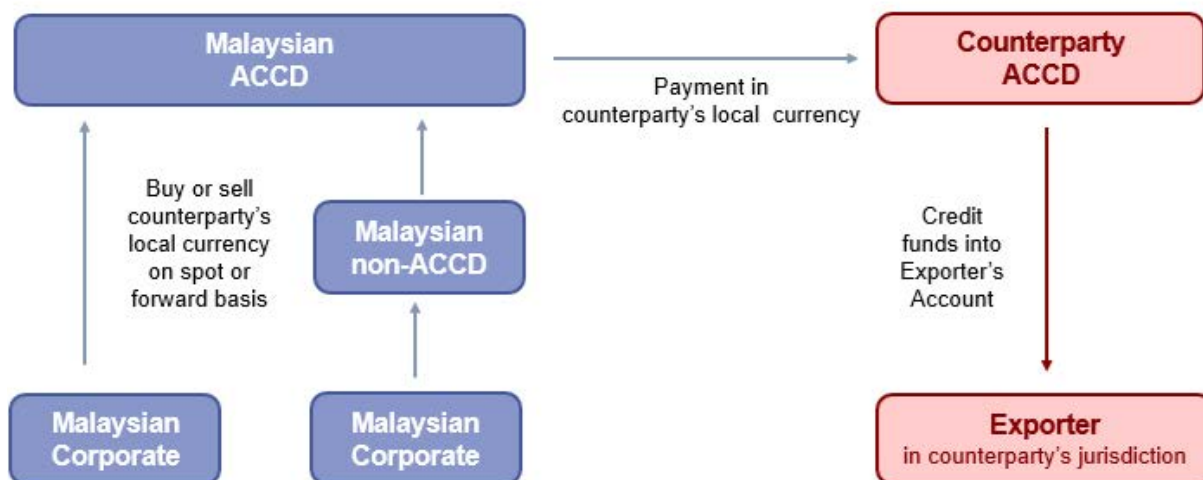 Malaysian
ACCD
Payment in
counterparty's local currency
Counterparty
ACCD
Buy or sell
counterparty's
local currency
on spot or
forward basis
Malaysian
non-ACCD
Credit
funds into
Exporter's
Account
Malaysian
Corporate
Malaysian
Corporate
Exporter
in counterparty's jurisdiction